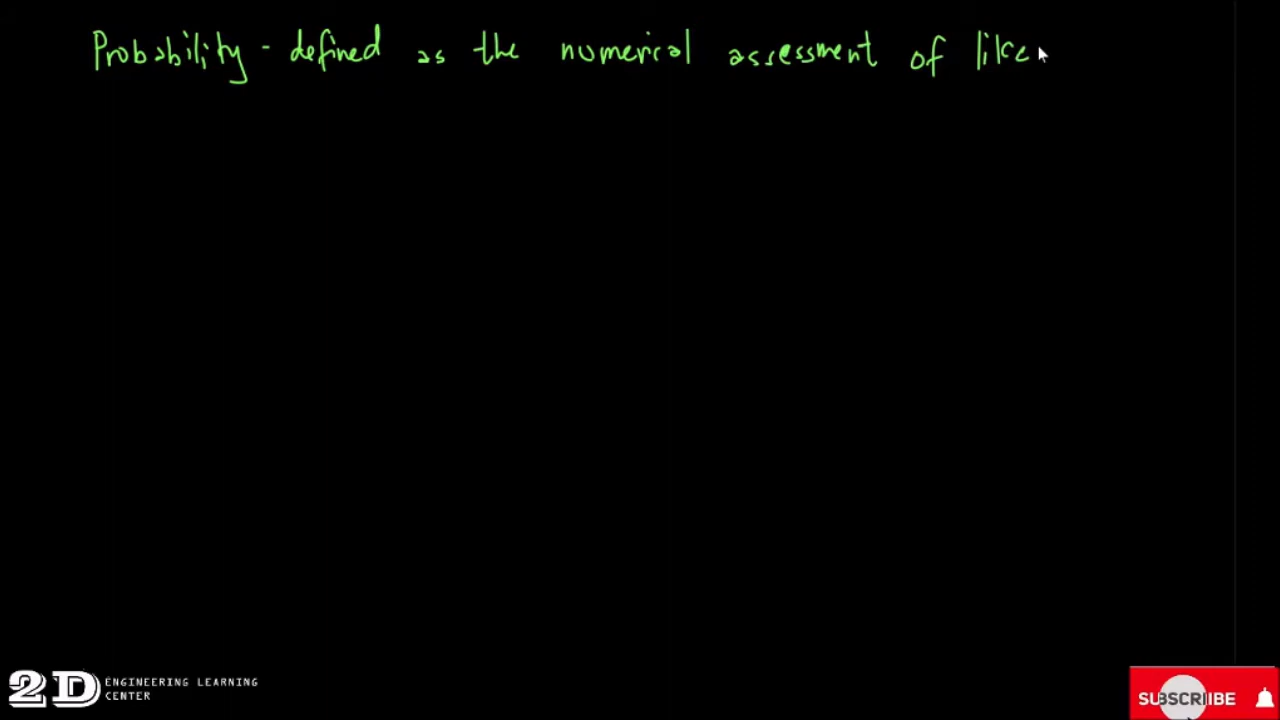 Probability - defined as the numerical assessment of like
2D ENGINEERING LEARNING
CENTER
SUBSCRIBE